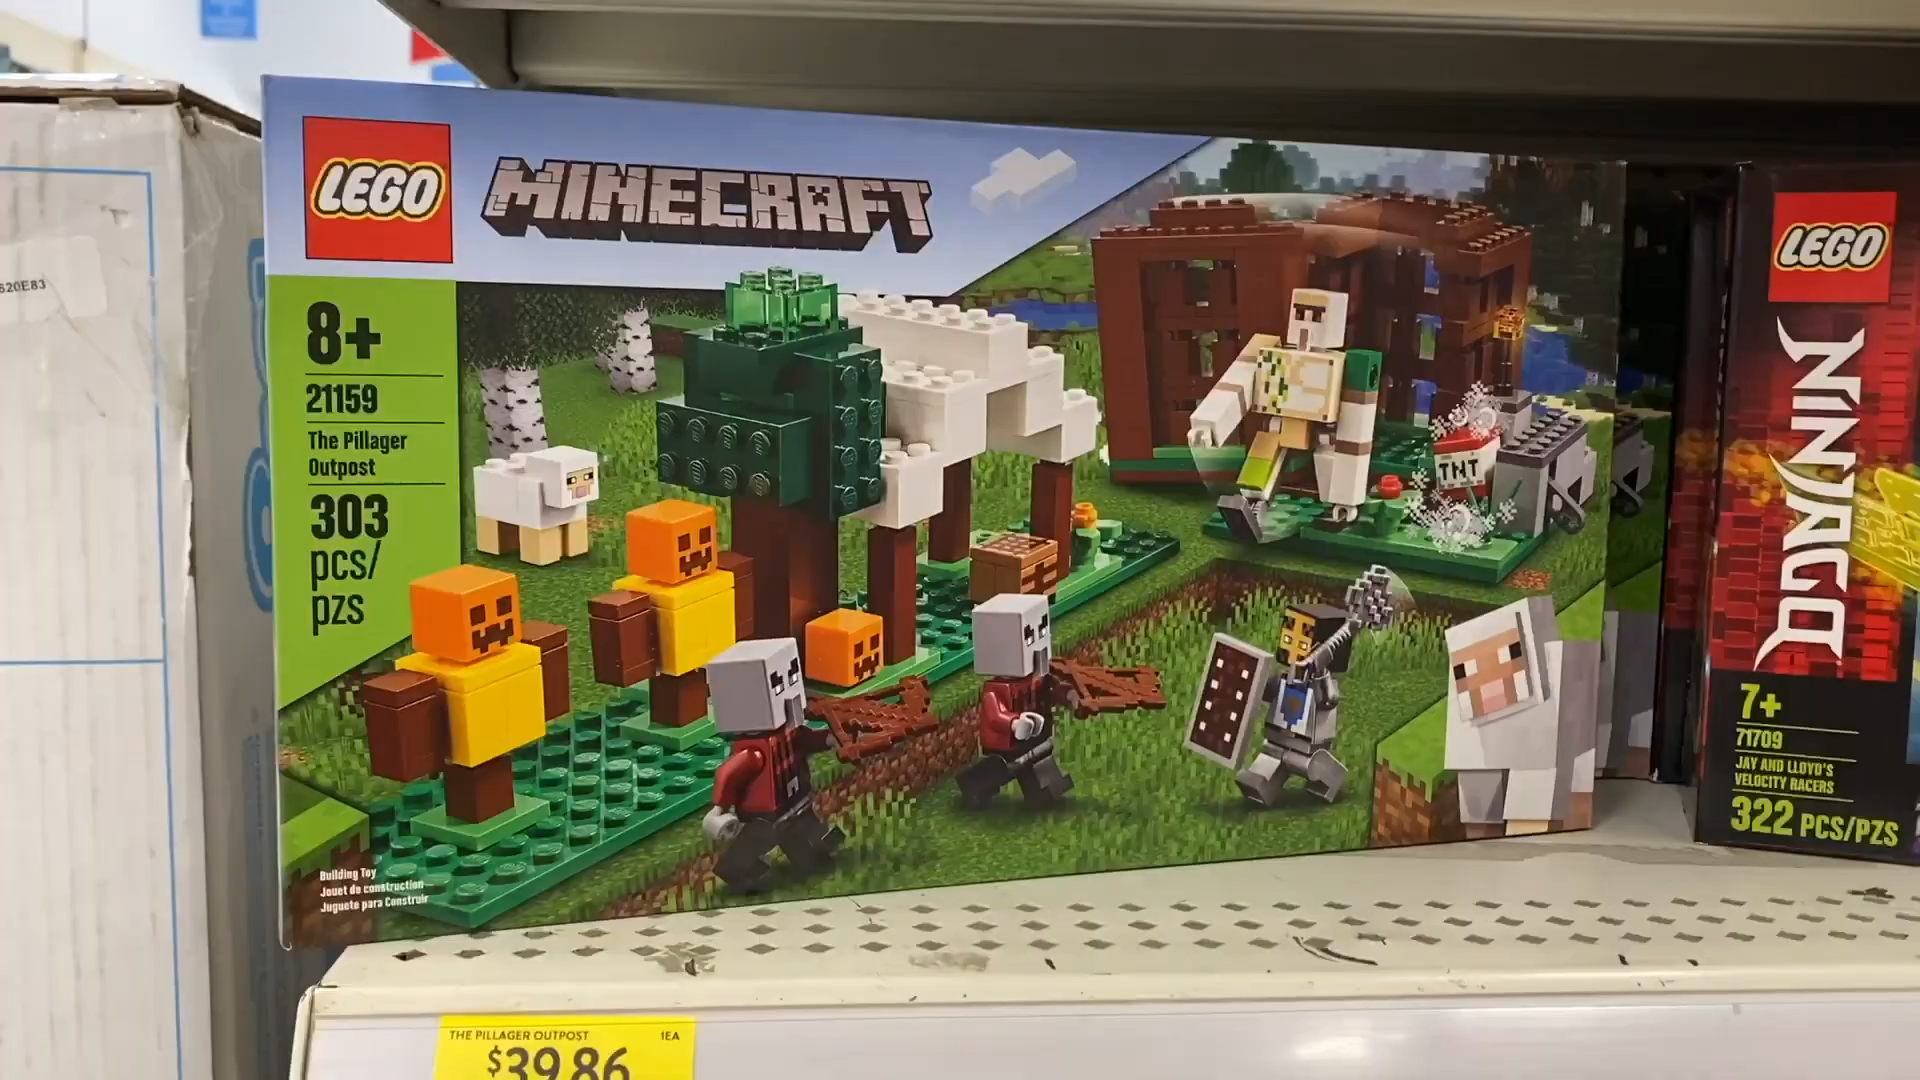 620E83
LEGO
MINECRAFT
8+
21159
The Pillager
Outpost
303
pcs/
pzs
TNT
Building Toy
Jouet de construction
Juguete para Construir
LEGO
NINJAGO
7+
71709
JAY AND LLOYD'S
VELOCITY RACERS
322 PCS/PZS
THE PILLAGER OUTPOST 1EA
$39.86